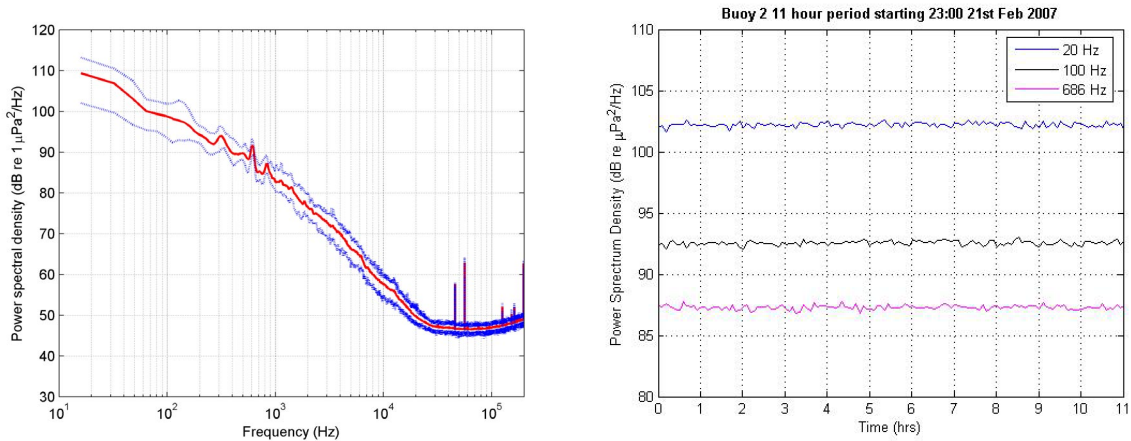 120
110
100
90
80
70
60
50
40
30
10¹ 10² 10³ 10⁴ 10⁵
Frequency (Hz)
Power spectral density (dB re 1 μPa²/Hz)
Buoy 2 11 hour period starting 23:00 21st Feb 2007
110
105
102
95
92
85
80
0 1 2 3 4 5 6 7 8 9 10 11
Time (hrs)
Power Sprectrum Density (dB re μPa²/Hz)
20 Hz
100 Hz
686 Hz